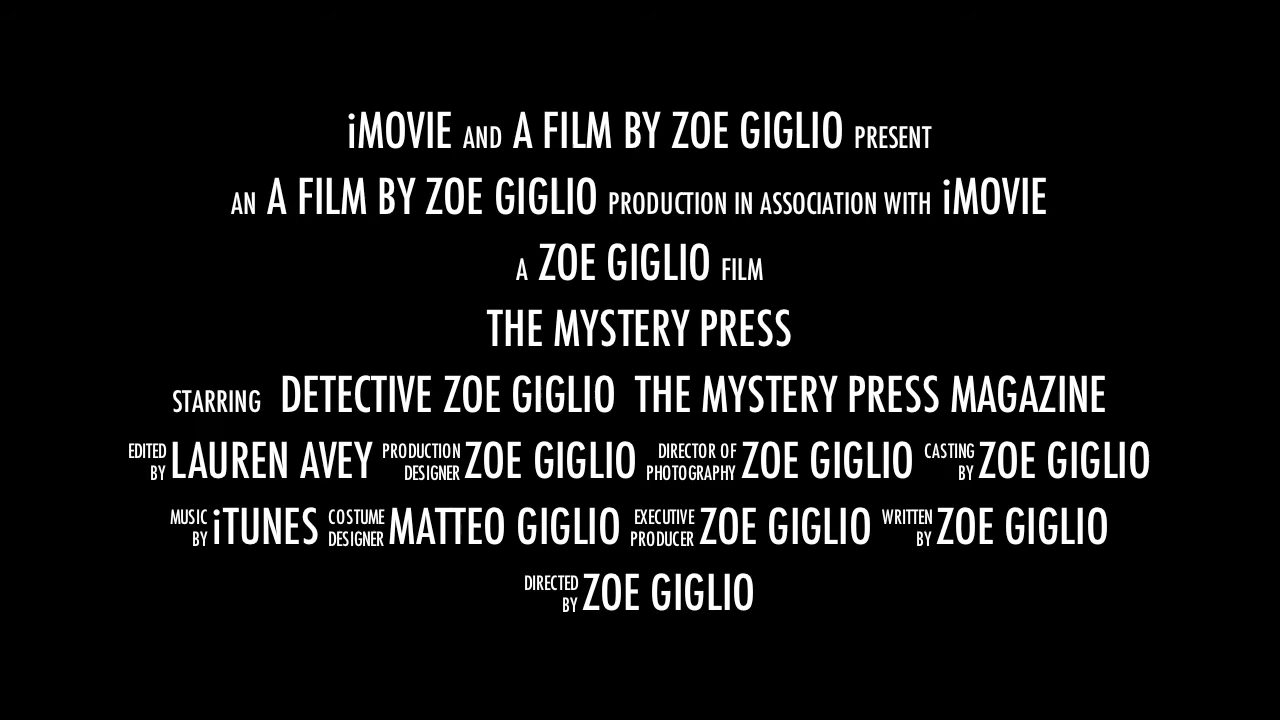 iMOVIE AND A FILM BY ZOE GIGLIO PRESENT
AN A FILM BY ZOE GIGLIO PRODUCTION IN ASSOCIATION WITH iMOVIE
A ZOE GIGLIO FILM
THE MYSTERY PRESS
STARRING DETECTIVE ZOE GIGLIO THE MYSTERY PRESS MAGAZINE
EDITED BY LAUREN AVEY PRODUCTION DESIGNER ZOE GIGLIO DIRECTOR OF PHOTOGRAPHY ZOE GIGLIO CASTING BY ZOE GIGLIO
MUSIC BY iTUNES COSTUME DESIGNER MATTEO GIGLIO EXECUTIVE PRODUCER ZOE GIGLIO WRITTEN BY ZOE GIGLIO
DIRECTED BY ZOE GIGLIO